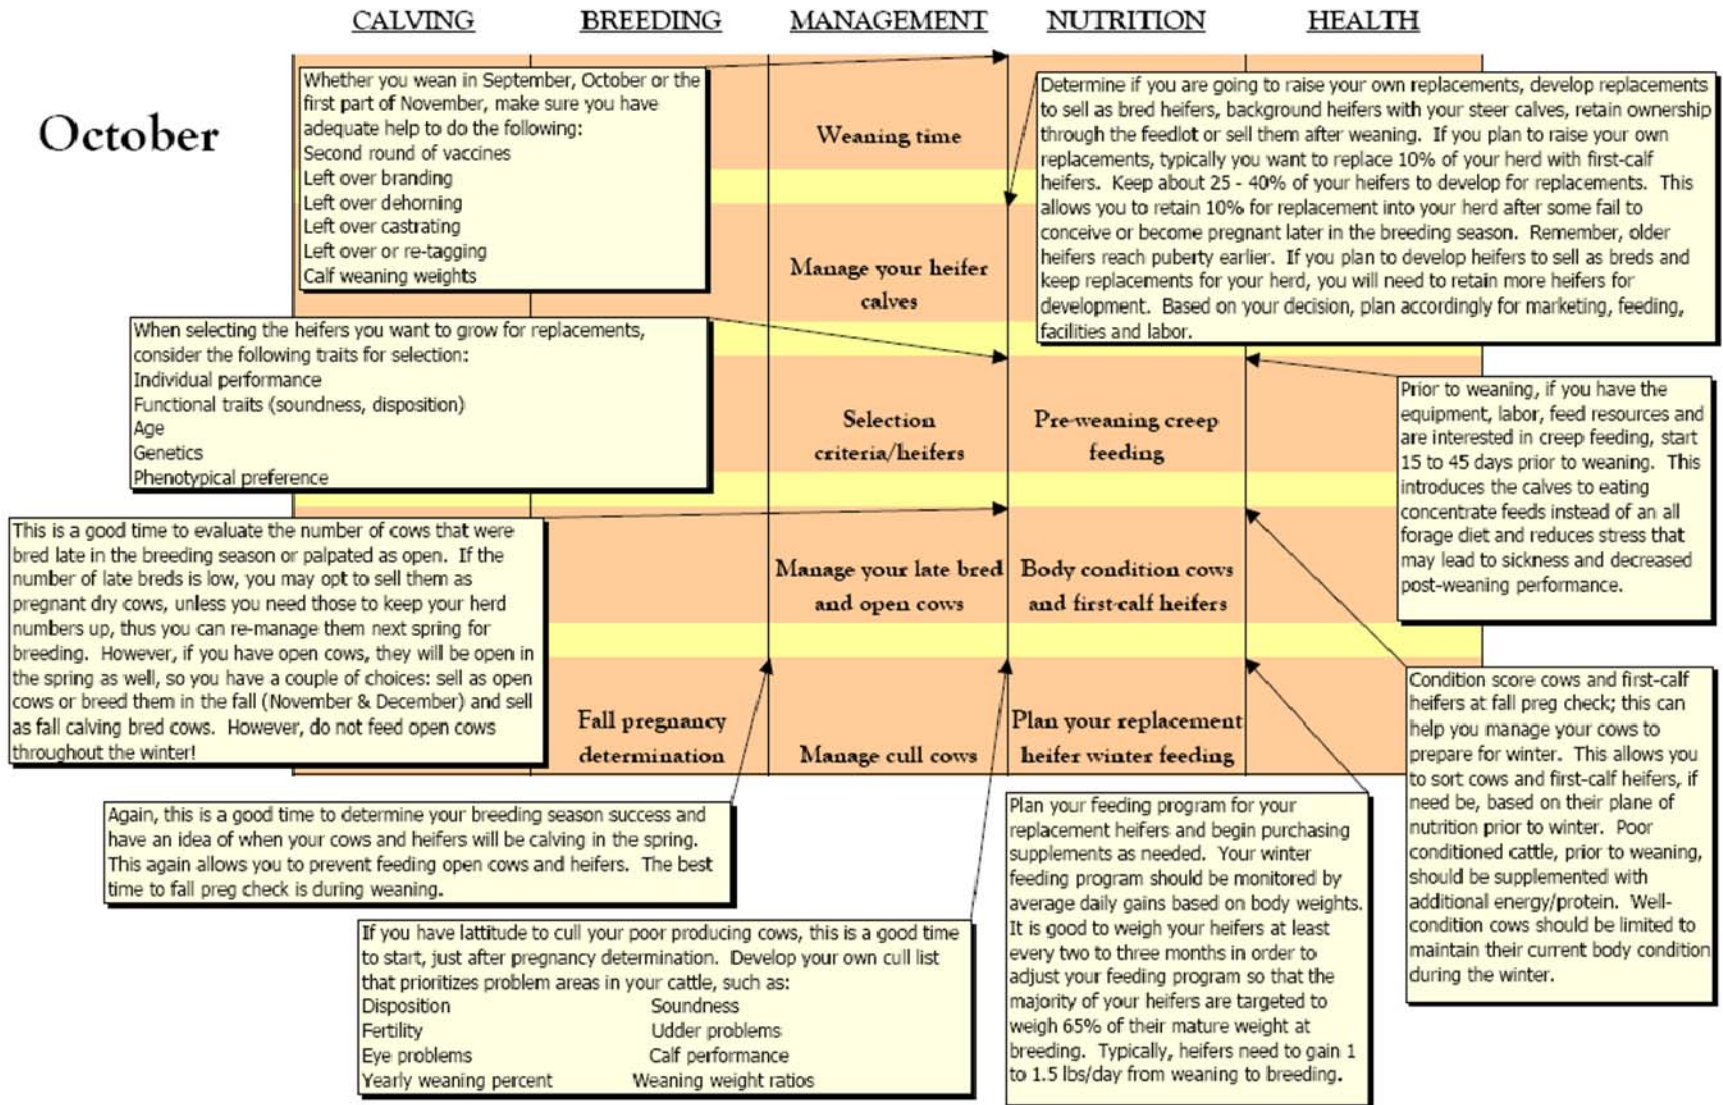 CALVING
BREEDING
MANAGEMENT
NUTRITION
HEALTH
October
Whether you wean in September, October or the
first part of November, make sure you have
adequate help to do the following:
Second round of vaccines
Left over branding
Left over dehorning
Left over castrating
Left over or re-tagging
Calf weaning weights
Weaning time
Determine if you are going to raise your own replacements, develop replacements
to sell as bred heifers, background heifers with your steer calves, retain ownership
through the feedlot or sell them after weaning.  If you plan to raise your own
replacements, typically you want to replace 10% of your herd with first-calf
heifers.  Keep about 25 - 40% of your heifers to develop for replacements.  This
allows you to retain 10% for replacement into your herd after some fail to
conceive or become pregnant later in the breeding season.  Remember, older
heifers reach puberty earlier.  If you plan to develop heifers to sell as breds and
keep replacements for your herd, you will need to retain more heifers for
development.  Based on your decision, plan accordingly for marketing, feeding,
facilities and labor.
Manage your heifer
calves
When selecting the heifers you want to grow for replacements,
consider the following traits for selection:
Individual performance
Functional traits (soundness, disposition)
Age
Genetics
Phenotypical preference
Selection
criteria/heifers
Pre-weaning creep
feeding
Prior to weaning, if you have the
equipment, labor, feed resources and
are interested in creep feeding, start
15 to 45 days prior to weaning.  This
introduces the calves to eating
concentrate feeds instead of an all
forage diet and reduces stress that
may lead to sickness and decreased
post-weaning performance.
This is a good time to evaluate the number of cows that were
bred late in the breeding season or palpated as open.  If the
number of late breds is low, you may opt to sell them as
pregnant dry cows, unless you need those to keep your herd
numbers up, thus you can re-manage them next spring for
breeding.  However, if you have open cows, they will be open in
the spring as well, so you have a couple of choices: sell as open
cows or breed them in the fall (November & December) and sell
as fall calving bred cows.  However, do not feed open cows
throughout the winter!
Manage your late bred
and open cows
Body condition cows
and first-calf heifers
Condition score cows and first-calf
heifers at fall preg check; this can
help you manage your cows to
prepare for winter.  This allows you
to sort cows and first-calf heifers, if
need be, based on their plane of
nutrition prior to winter.  Poor
conditioned cattle, prior to weaning,
should be supplemented with
additional energy/protein.  Well-
condition cows should be limited to
maintain their current body condition
during the winter.
Fall pregnancy
determination
Manage cull cows
Plan your replacement
heifer winter feeding
Again, this is a good time to determine your breeding season success and
have an idea of when your cows and heifers will be calving in the spring.
This again allows you to prevent feeding open cows and heifers.  The best
time to fall preg check is during weaning.
Plan your feeding program for your
replacement heifers and begin purchasing
supplements as needed.  Your winter
feeding program should be monitored by
average daily gains based on body weights.
It is good to weigh your heifers at least
every two to three months in order to
adjust your feeding program so that the
majority of your heifers are targeted to
weigh 65% of their mature weight at
breeding.  Typically, heifers need to gain 1
to 1.5 lbs/day from weaning to breeding.
If you have lattitude to cull your poor producing cows, this is a good time
to start, just after pregnancy determination.  Develop your own cull list
that prioritizes problem areas in your cattle, such as:
Disposition Soundness
Fertility Udder problems
Eye problems Calf performance
Yearly weaning percent Weaning weight ratios